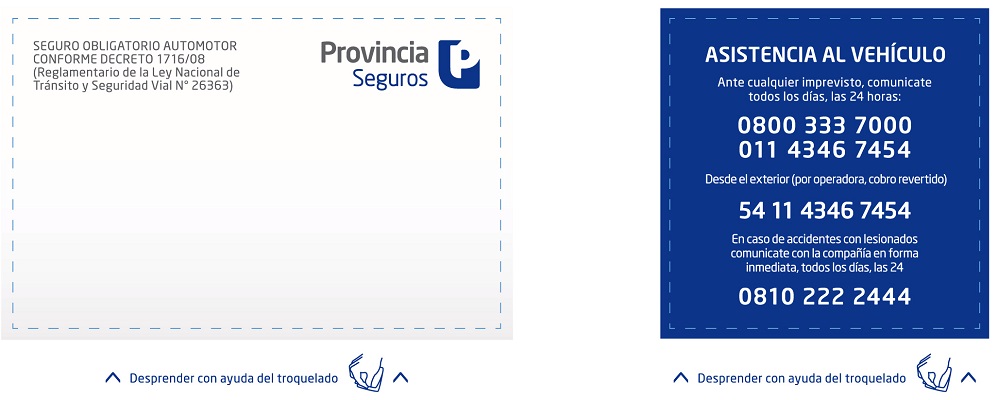 SEGURO OBLIGATORIO AUTOMOTOR
CONFORME DECRETO 1716/08
(Reglamentario de la Ley Nacional de
Tránsito y Seguridad Vial N° 26363)
Provincia
Seguros
Desprender con ayuda del troquelado
ASISTENCIA AL VEHÍCULO
Ante cualquier imprevisto, comunicate
todos los días, las 24 horas:
0800 333 7000
011 4346 7454
Desde el exterior (por operadora, cobro revertido)
54 11 4346 7454
En caso de accidentes con lesionados
comunicate con la compañía en forma
inmediata, todos los días, las 24
0810 222 2444
Desprender con ayuda del troquelado